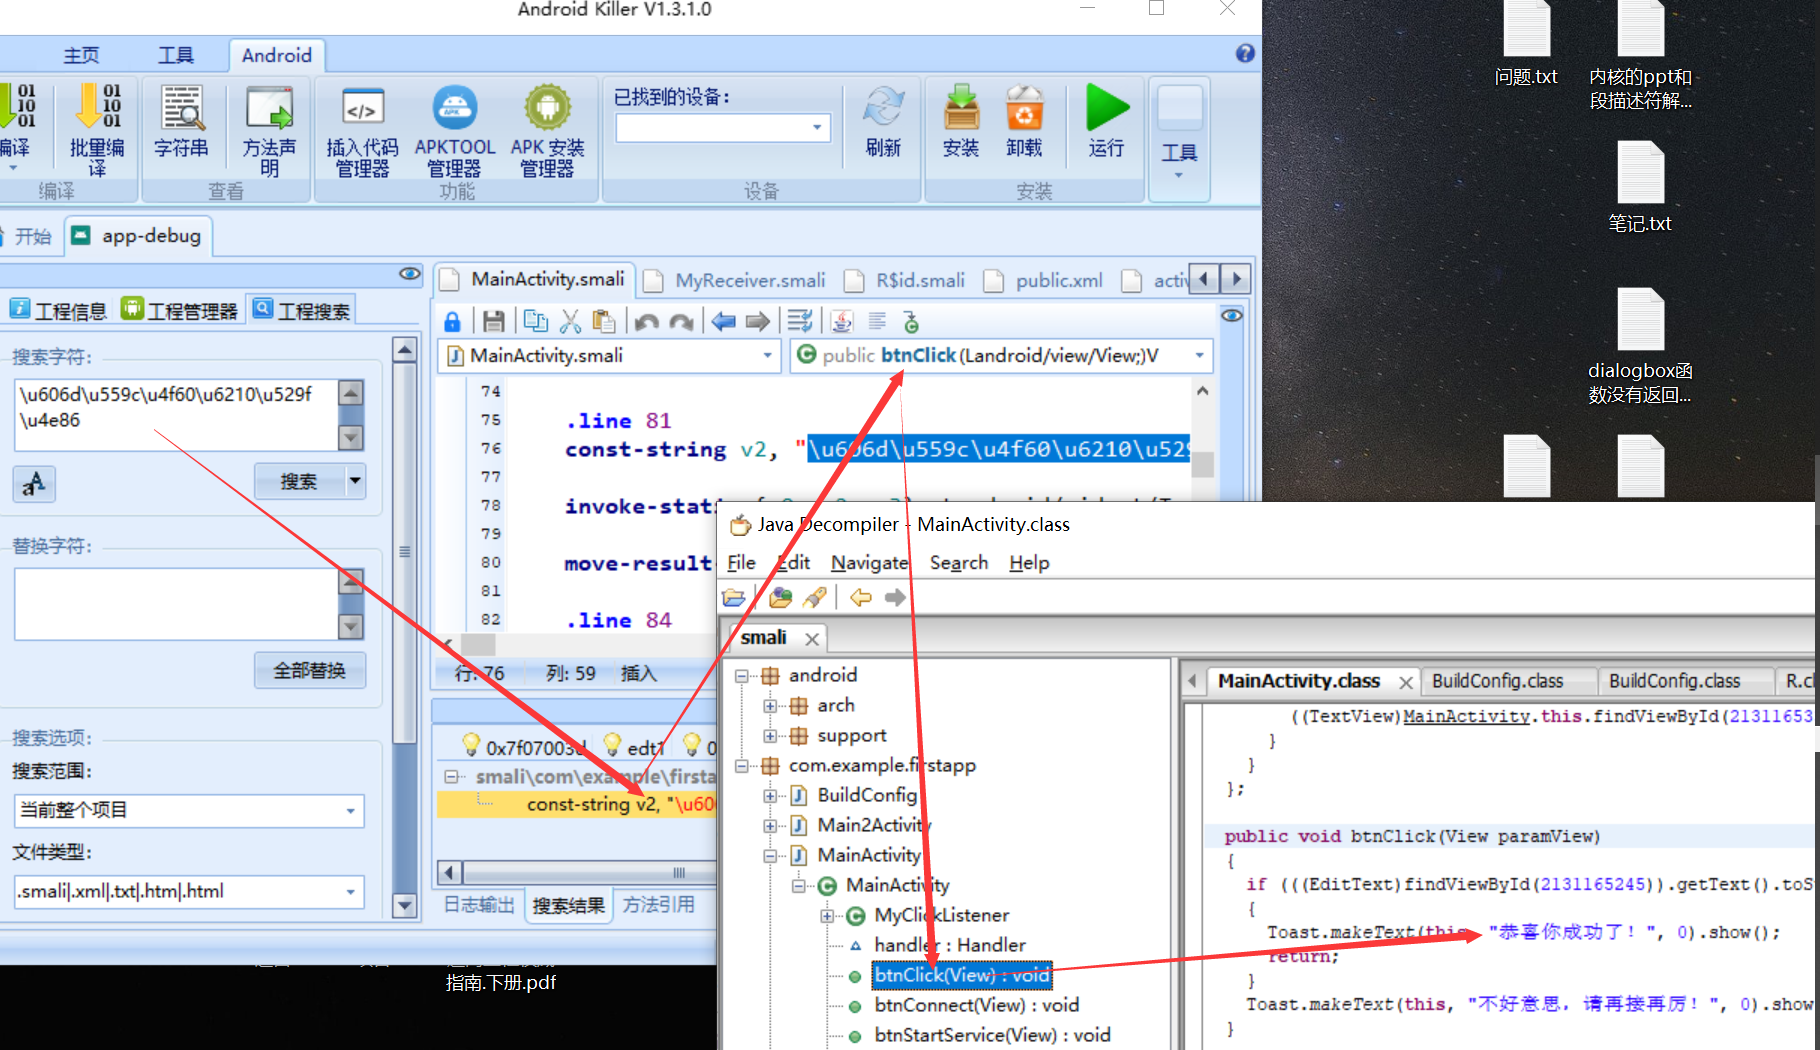 Android Killer V1.3.1.0
主页
工具
Android
编译
批量编
译
字符串
方法声
明
插入代码
管理器
APKTOOL
管理器
APK 安装
管理器
已找到的设备：
刷新
安装
卸载
运行
工具
编译
查看
功能
设备
安装
开始
app-debug
工程信息
工程管理器
工程搜索
搜索字符：
\u606d\u559c\u4f60\u6210\u529f
\u4e86
搜索
替换字符：
全部替换
搜索选项：
搜索范围：
当前整个项目
文件类型：
.smali|.xml|.txt|.htm|.html
MainActivity.smali
MyReceiver.smali
R$id.smali
public.xml
activ
MainActivity.smali
public btnClick(Landroid/view/View;)V
74
75 .line 81
76 const-string v2, "\u606d\u559c\u4f60\u6210\u529
77
78 invoke-stati
79
80 move-result-
81
82 .line 84
行: 76 列: 59 插入
0x7f07003d edt1 0
smali\com\example\firsta
const-string v2, "\u60
日志输出 搜索结果 方法引用
指南.下册.pdf
Java Decompiler - MainActivity.class
File Edit Navigate Search Help
smali
android
arch
support
com.example.firstapp
BuildConfig
Main2Activity
MainActivity
MainActivity
MyClickListener
handler : Handler
btnClick(View) : void
btnConnect(View) : void
btnStartService(View) : void
MainActivity.class BuildConfig.class BuildConfig.class R.cl
((TextView)MainActivity.this.findViewById(21311653
}
}
};
public void btnClick(View paramView)
{
if (((EditText)findViewById(2131165245)).getText().toS
{
Toast.makeText(this, "恭喜你成功了！", 0).show();
return;
}
Toast.makeText(this, "不好意思，请再接再厉！", 0).show
}
问题.txt
内核的ppt和
段描述符解...
笔记.txt
dialogbox函
数没有返回...